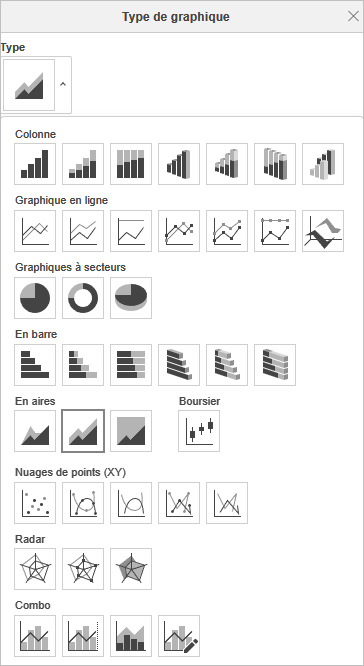 Type de graphique
Type
Colonne
Graphique en ligne
Graphiques à secteurs
En barre
En aires
Boursier
Nuages de points (XY)
Radar
Combo